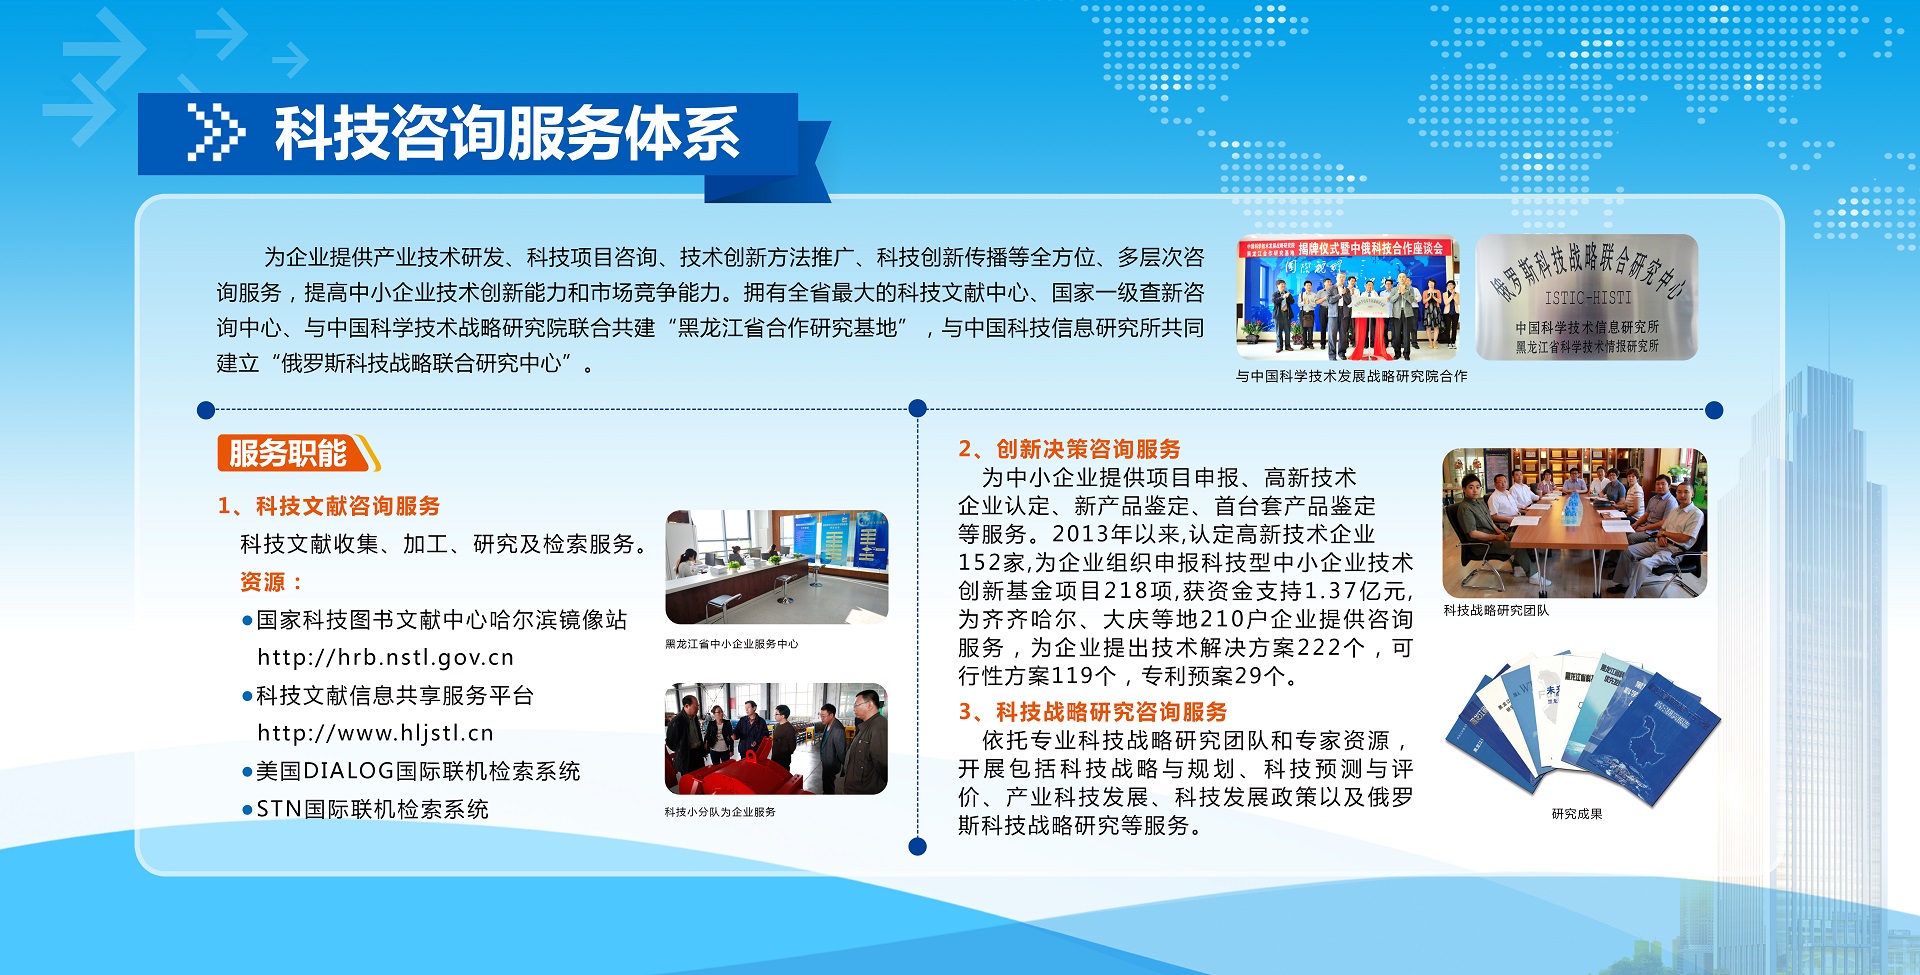 科技咨询服务体系
为企业提供产业技术研发、科技项目咨询、技术创新方法推广、科技创新传播等全方位、多层次咨
询服务，提高中小企业技术创新能力和市场竞争能力。拥有全省最大的科技文献中心、国家一级查新咨
询中心、与中国科学技术战略研究院联合共建“黑龙江省合作研究基地”，与中国科技信息研究所共同
建立“俄罗斯科技战略联合研究中心”。
揭牌仪式暨中俄科技合作座谈会
与中国科学技术发展战略研究院合作
俄罗斯科技战略联合研究中心
ISTIC-HISTI
中国科学技术信息研究所
黑龙江省科学技术情报研究所
服务职能
1、科技文献咨询服务
科技文献收集、加工、研究及检索服务。
资源：
●国家科技图书文献中心哈尔滨镜像站
http://hrb.nstl.gov.cn
●科技文献信息共享服务平台
http://www.hljstl.cn
●美国DIALOG国际联机检索系统
●STN国际联机检索系统
黑龙江省中小企业服务中心
科技小分队为企业服务
2、创新决策咨询服务
为中小企业提供项目申报、高新技术
企业认定、新产品鉴定、首台套产品鉴定
等服务。2013年以来,认定高新技术企业
152家,为企业组织申报科技型中小企业技术
创新基金项目218项,获资金支持1.37亿元,
为齐齐哈尔、大庆等地210户企业提供咨询
服务，为企业提出技术解决方案222个，可
行性方案119个，专利预案29个。
3、科技战略研究咨询服务
依托专业科技战略研究团队和专家资源，
开展包括科技战略与规划、科技预测与评
价、产业科技发展、科技发展政策以及俄罗
斯科技战略研究等服务。
科技战略研究团队
研究成果